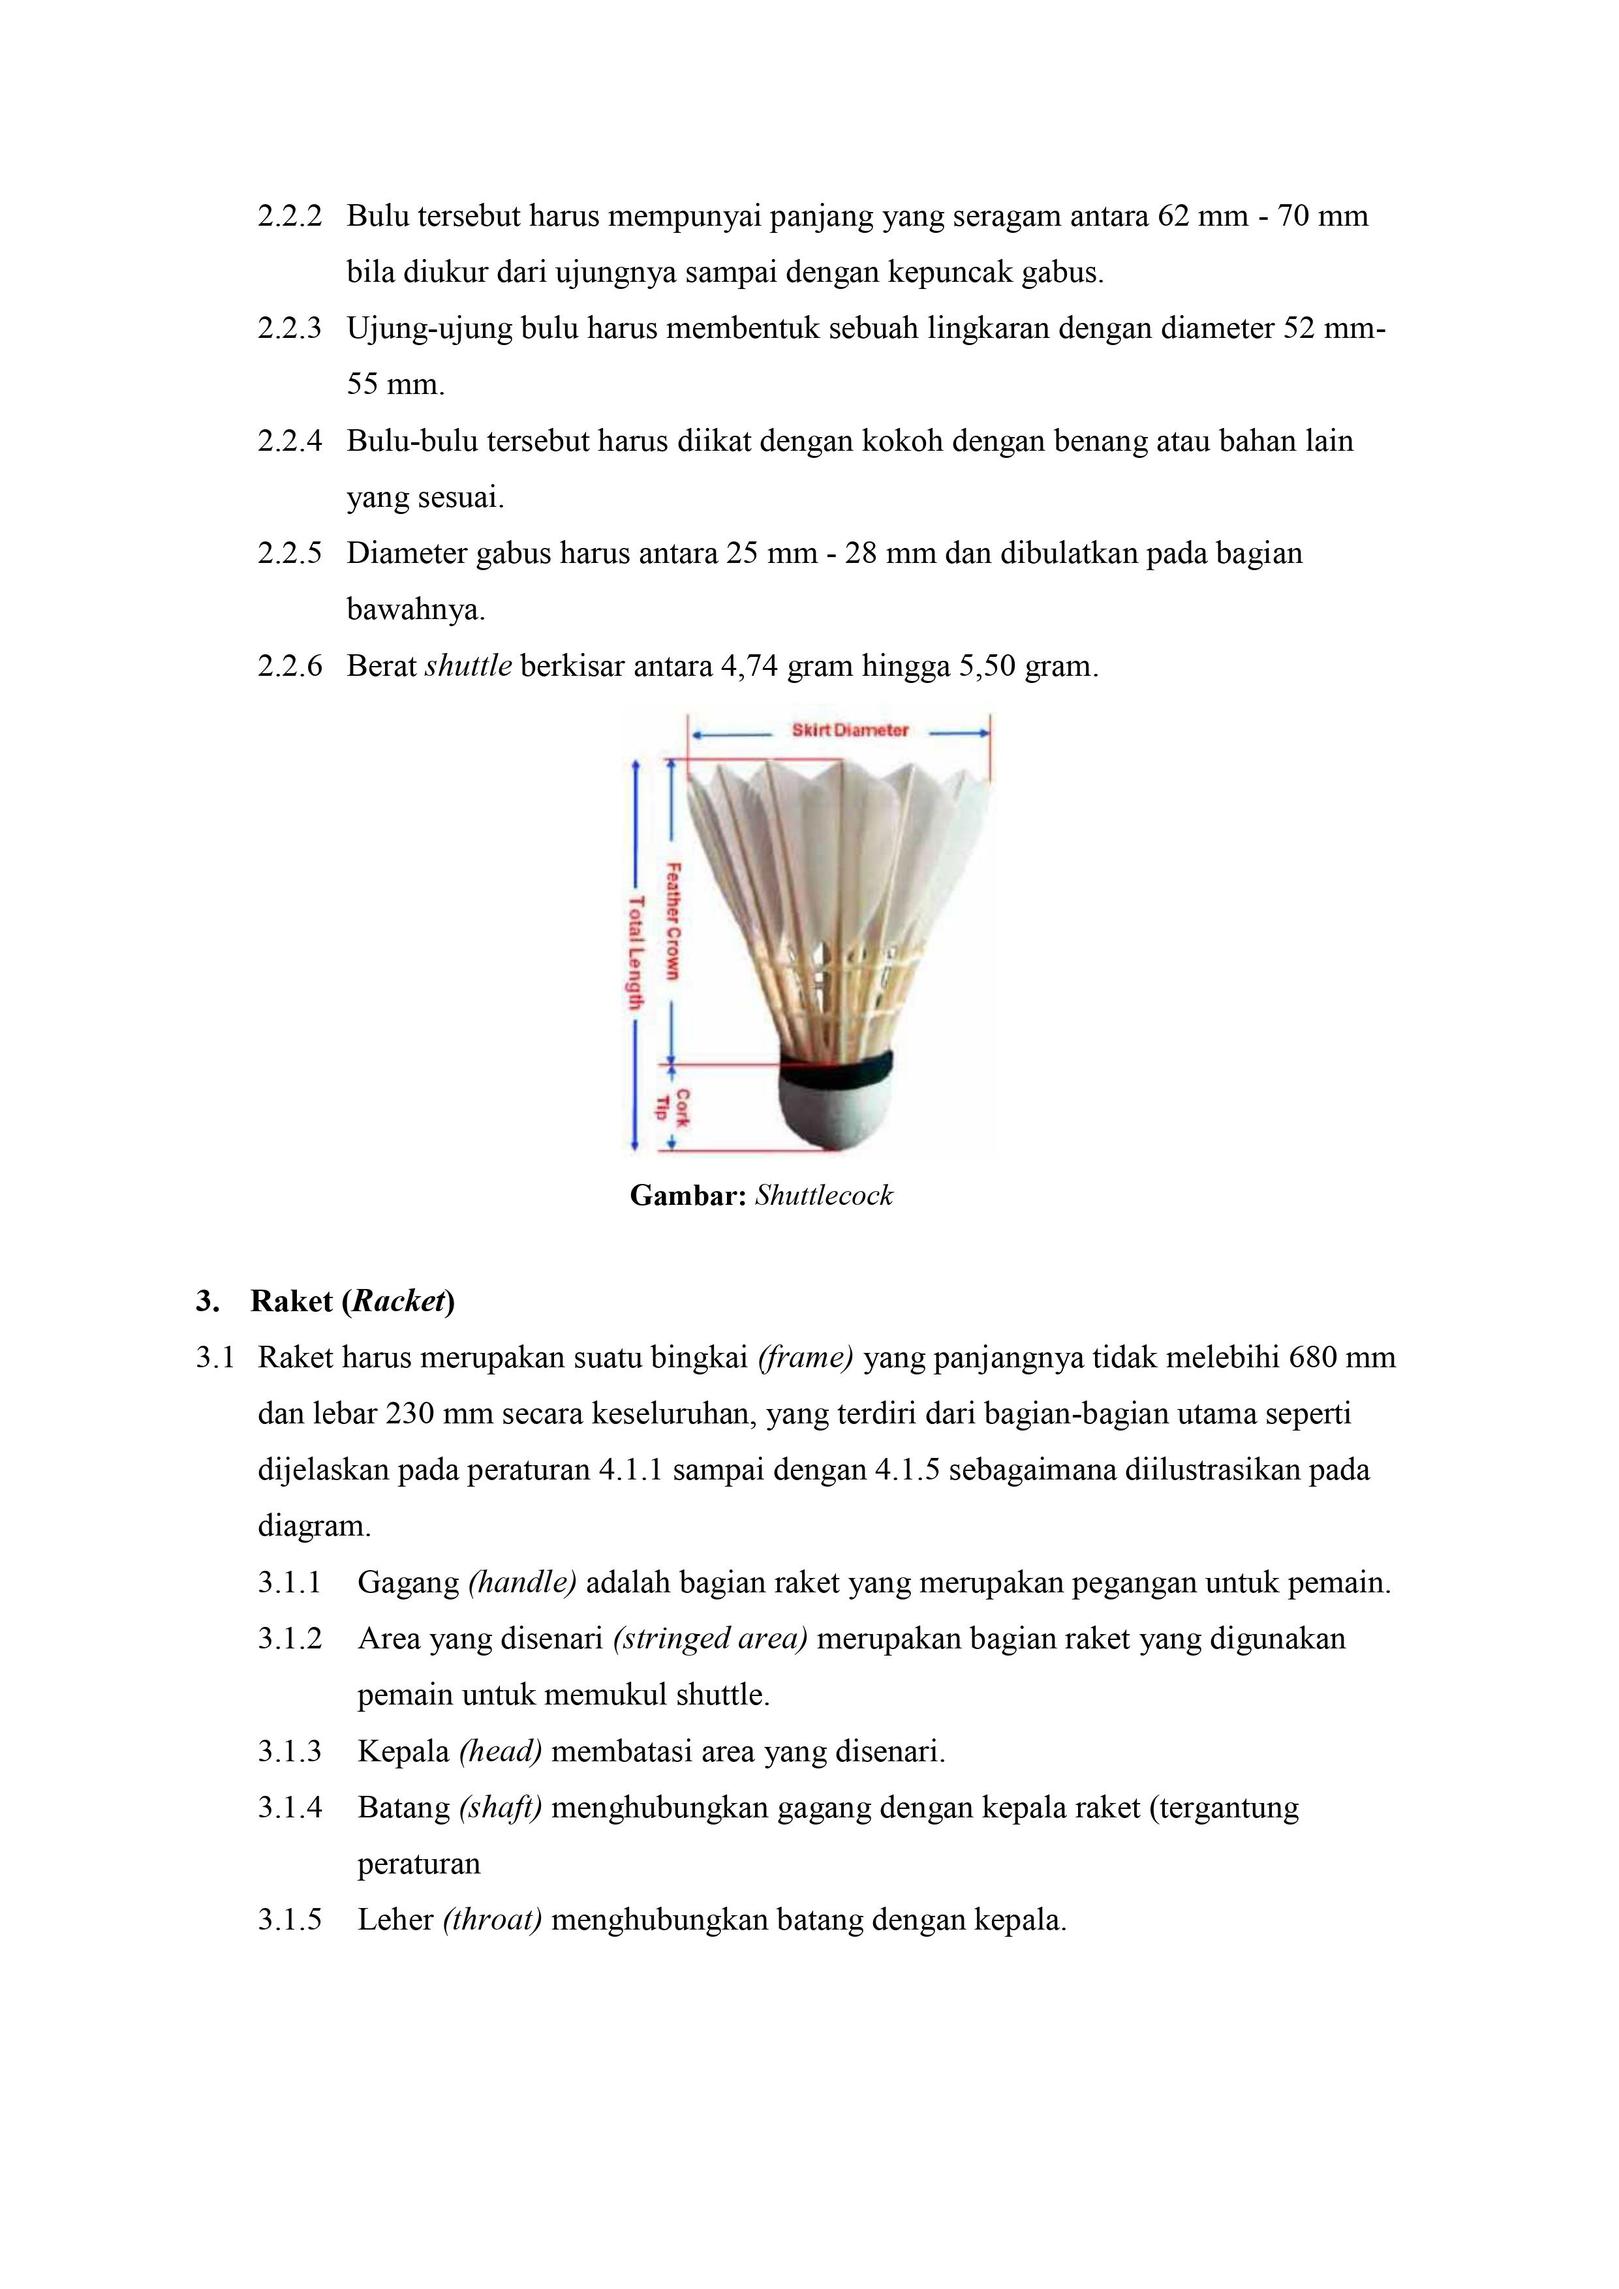 2.2.2 Bulu tersebut harus mempunyai panjang yang seragam antara 62 mm - 70 mm
bila diukur dari ujungnya sampai dengan kepuncak gabus.
2.2.3 Ujung-ujung bulu harus membentuk sebuah lingkaran dengan diameter 52 mm-
55 mm.
2.2.4 Bulu-bulu tersebut harus diikat dengan kokoh dengan benang atau bahan lain
yang sesuai.
2.2.5 Diameter gabus harus antara 25 mm - 28 mm dan dibulatkan pada bagian
bawahnya.
2.2.6 Berat shuttle berkisar antara 4,74 gram hingga 5,50 gram.
Skirt Diameter
Total Length
Feather Crown
Cork
Tip
Gambar: Shuttlecock
3. Raket (Racket)
3.1 Raket harus merupakan suatu bingkai (frame) yang panjangnya tidak melebihi 680 mm
dan lebar 230 mm secara keseluruhan, yang terdiri dari bagian-bagian utama seperti
dijelaskan pada peraturan 4.1.1 sampai dengan 4.1.5 sebagaimana diilustrasikan pada
diagram.
3.1.1 Gagang (handle) adalah bagian raket yang merupakan pegangan untuk pemain.
3.1.2 Area yang disenari (stringed area) merupakan bagian raket yang digunakan
pemain untuk memukul shuttle.
3.1.3 Kepala (head) membatasi area yang disenari.
3.1.4 Batang (shaft) menghubungkan gagang dengan kepala raket (tergantung
peraturan
3.1.5 Leher (throat) menghubungkan batang dengan kepala.